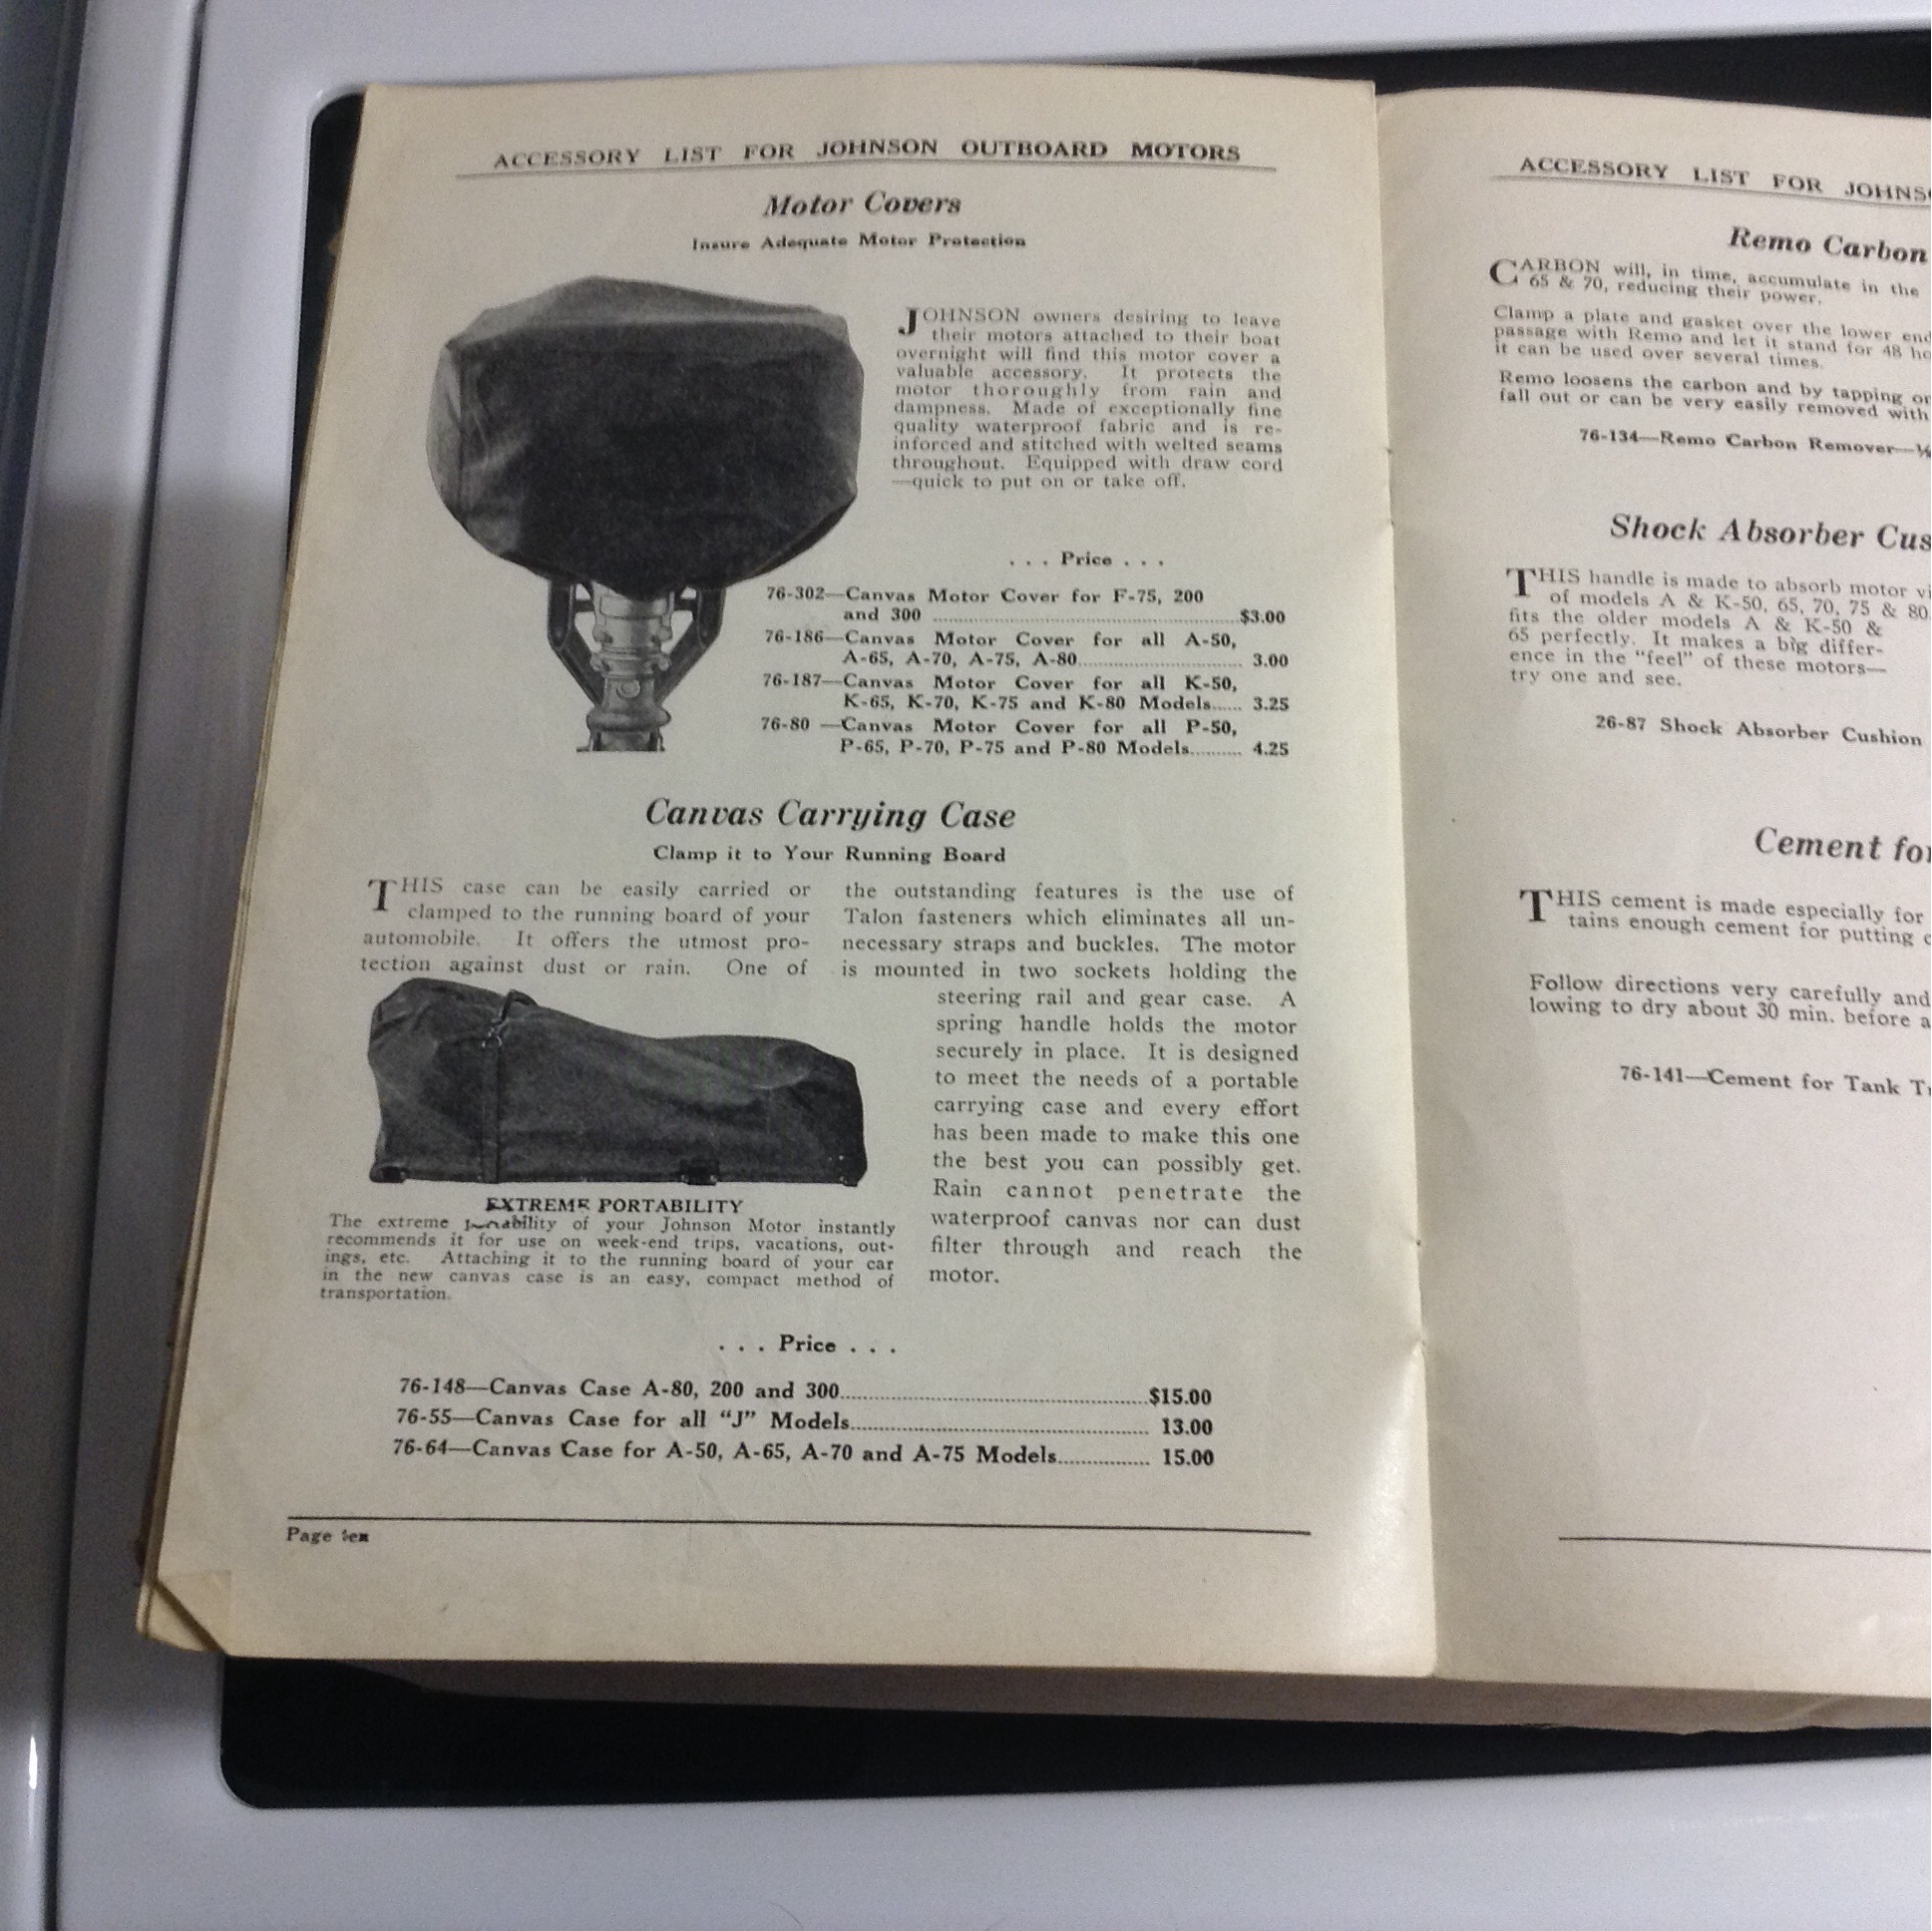 ACCESSORY LIST FOR JOHNSON OUTBOARD MOTORS
Motor Covers
Insure Adequate Motor Protection
JOHNSON owners desiring to leave
their motors attached to their boat
overnight will find this motor cover a
valuable accessory. It protects the
motor thoroughly from rain and
dampness. Made of exceptionally fine
quality waterproof fabric and is re-
inforced and stitched with welted seams
throughout. Equipped with draw cord
—quick to put on or take off.
. . . Price . . .
76-302—Canvas Motor Cover for F-75, 200
and 300 ........................................ $3.00
76-186—Canvas Motor Cover for all A-50,
A-65, A-70, A-75, A-80........................ 3.00
76-187—Canvas Motor Cover for all K-50,
K-65, K-70, K-75 and K-80 Models...... 3.25
76-80 —Canvas Motor Cover for all P-50,
P-65, P-70, P-75 and P-80 Models......... 4.25
Canvas Carrying Case
Clamp it to Your Running Board
THIS case can be easily carried or
clamped to the running board of your
automobile. It offers the utmost pro-
tection against dust or rain. One of
the outstanding features is the use of
Talon fasteners which eliminates all un-
necessary straps and buckles. The motor
is mounted in two sockets holding the
steering rail and gear case. A
spring handle holds the motor
securely in place. It is designed
to meet the needs of a portable
carrying case and every effort
has been made to make this one
the best you can possibly get.
Rain cannot penetrate the
waterproof canvas nor can dust
filter through and reach the
motor.
EXTREME PORTABILITY
The extreme portability of your Johnson Motor instantly
recommends it for use on week-end trips, vacations, out-
ings, etc. Attaching it to the running board of your car
in the new canvas case is an easy, compact method of
transportation.
. . . Price . . .
76-148—Canvas Case A-80, 200 and 300........................................$15.00
76-55—Canvas Case for all "J" Models........................................ 13.00
76-64—Canvas Case for A-50, A-65, A-70 and A-75 Models............... 15.00
Page ten
ACCESSORY LIST FOR
Remo Carbon
CARBON will, in time, accumulate in the
65 & 70, reducing their power.
Clamp a plate and gasket over the lower end
passage with Remo and let it stand for 48
it can be used over several times.
Remo loosens the carbon and by tapping
fall out or can be very easily removed with
76-134—Remo Carbon Remover—
Shock Absorber
THIS handle is made to absorb motor
of models A & K-50, 65, 70, 75 & 80.
fits the older models A & K-50 &
65 perfectly. It makes a big differ-
ence in the "feel" of these motors—
try one and see.
26-87 Shock Absorber Cushion
Cement for
THIS cement is made especially for
tains enough cement for putting
Follow directions very carefully and
lowing to dry about 30 min. before
76-141—Cement for Tank